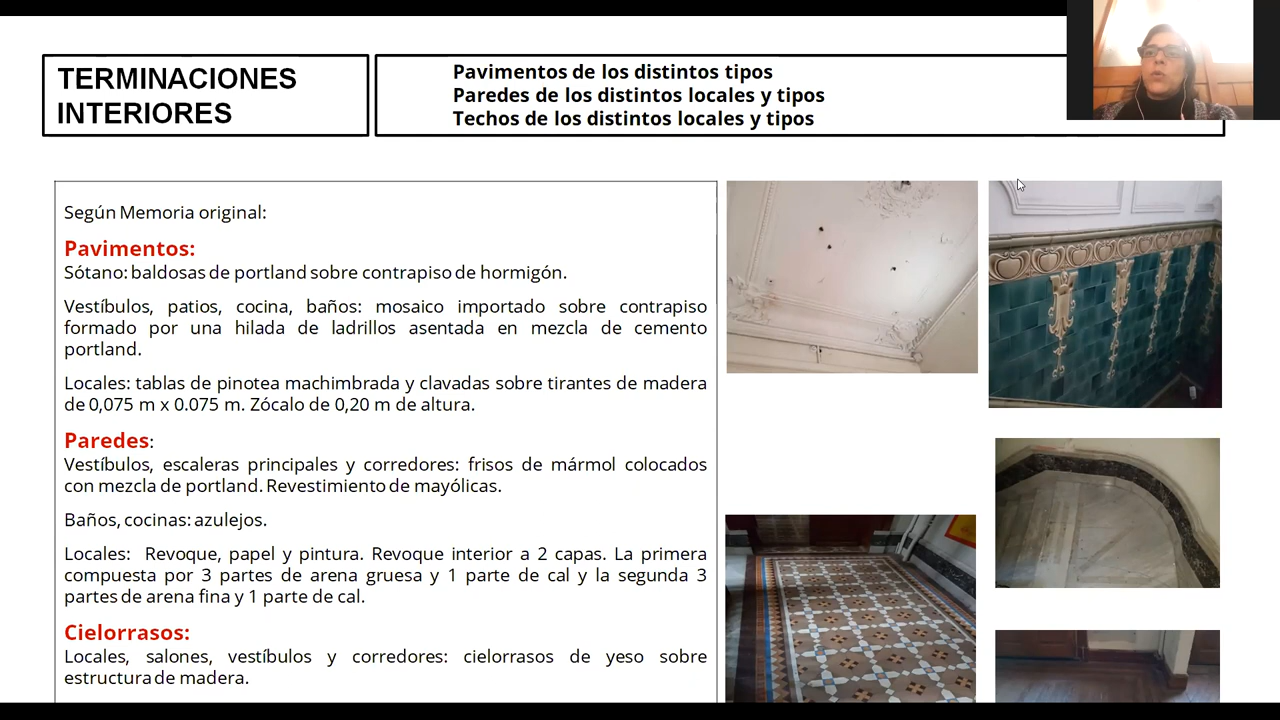 TERMINACIONES
INTERIORES
Pavimentos de los distintos tipos
Paredes de los distintos locales y tipos
Techos de los distintos locales y tipos
Según Memoria original:
Pavimentos:
Sótano: baldosas de portland sobre contrapiso de hormigón.
Vestíbulos, patios, cocina, baños: mosaico importado sobre contrapiso
formado por una hilada de ladrillos asentada en mezcla de cemento
portland.
Locales: tablas de pinotea machimbrada y clavadas sobre tirantes de madera
de 0,075 m x 0.075 m. Zócalo de 0,20 m de altura.
Paredes:
Vestíbulos, escaleras principales y corredores: frisos de mármol colocados
con mezcla de portland. Revestimiento de mayólicas.
Baños, cocinas: azulejos.
Locales: Revoque, papel y pintura. Revoque interior a 2 capas. La primera
compuesta por 3 partes de arena gruesa y 1 parte de cal y la segunda 3
partes de arena fina y 1 parte de cal.
Cielorrasos:
Locales, salones, vestíbulos y corredores: cielorrasos de yeso sobre
estructura de madera.